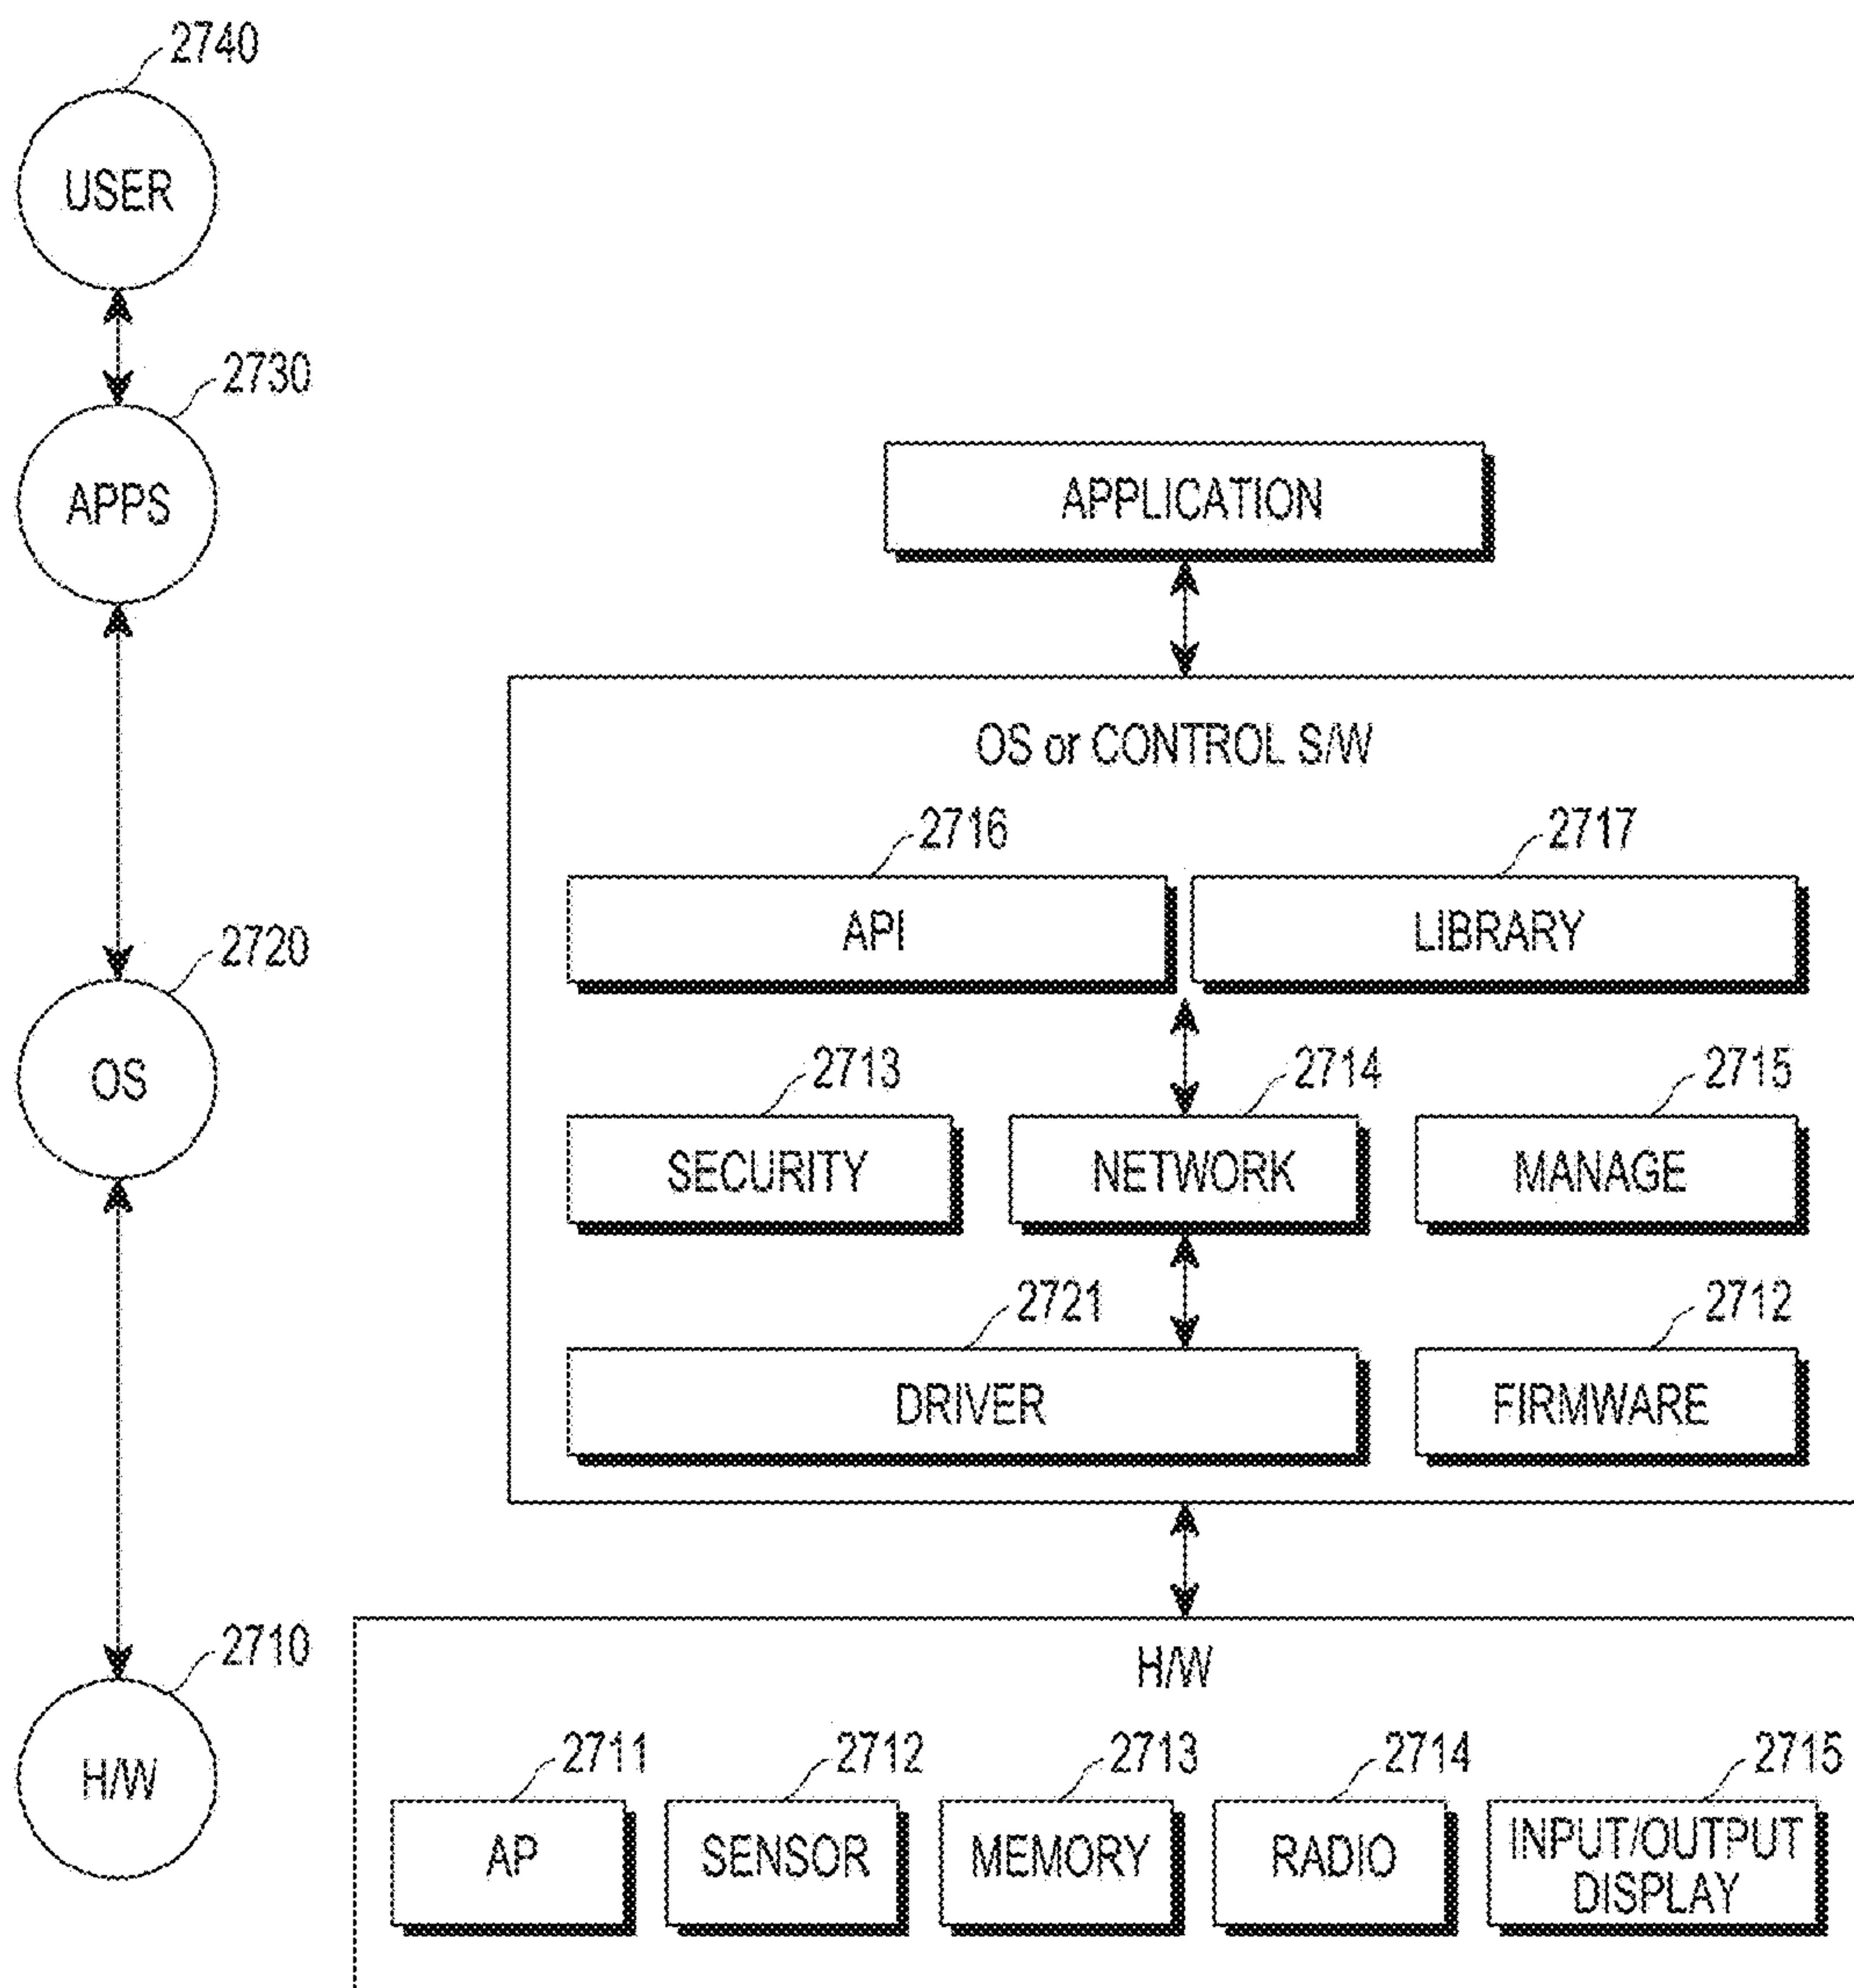 2740
USER
2730
APPS
APPLICATION
OS or CONTROL S/W
2716
2717
API
LIBRARY
2720
OS
2713
2714
2715
SECURITY
NETWORK
MANAGE
2721
2712
DRIVER
FIRMWARE
2710
H/W
H/W
2711
2712
2713
2714
2715
AP
SENSOR
MEMORY
RADIO
INPUT/OUTPUT
DISPLAY